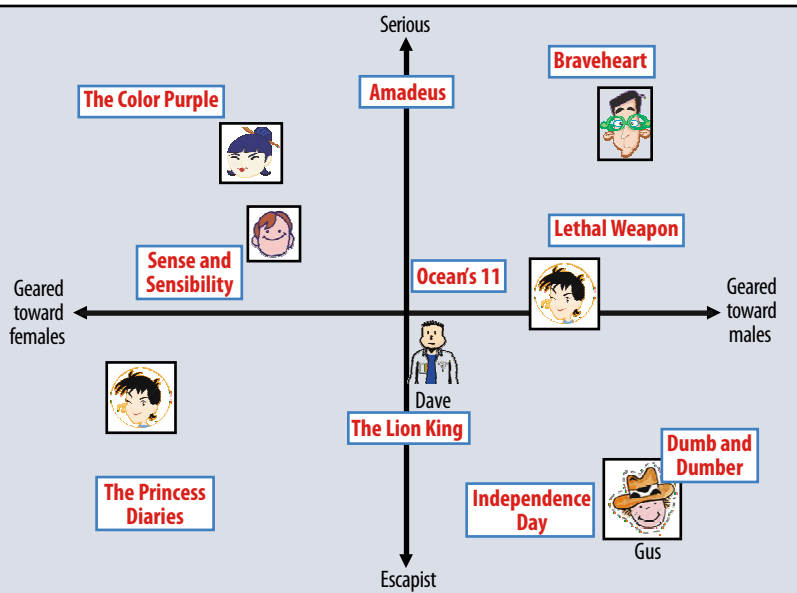 Serious
Braveheart
The Color Purple
Amadeus
Lethal Weapon
Sense and
Sensibility
Ocean's 11
Geared
toward
females
Geared
toward
males
Dave
The Lion King
Dumb and
Dumber
The Princess
Diaries
Independence
Day
Gus
Escapist